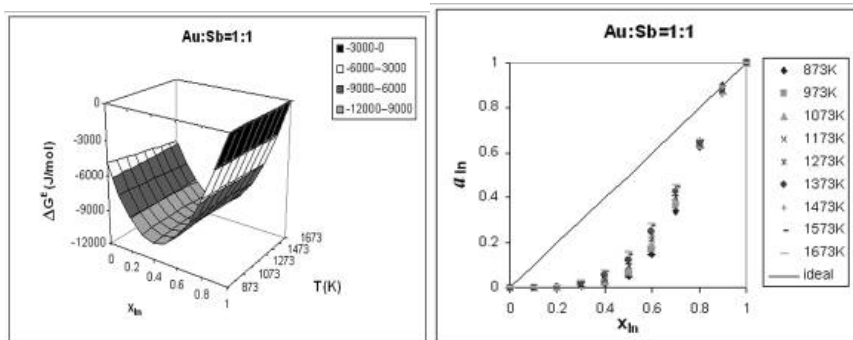 Au:Sb=1:1
-3000-0
-6000--3000
-9000-6000
-12000--9000
0
-3000
-6000
-9000
-12000
ΔG^E (J/mol)
0
0.2
0.4
0.6
0.8
1
x_In
873
1073
1273
1473
1673
T(K)
Au:Sb=1:1
1
0.8
0.6
0.4
0.2
0
a_In
0 0.2 0.4 0.6 0.8 1
x_In
873K
973K
1073K
1173K
1273K
1373K
1473K
1573K
1673K
ideal